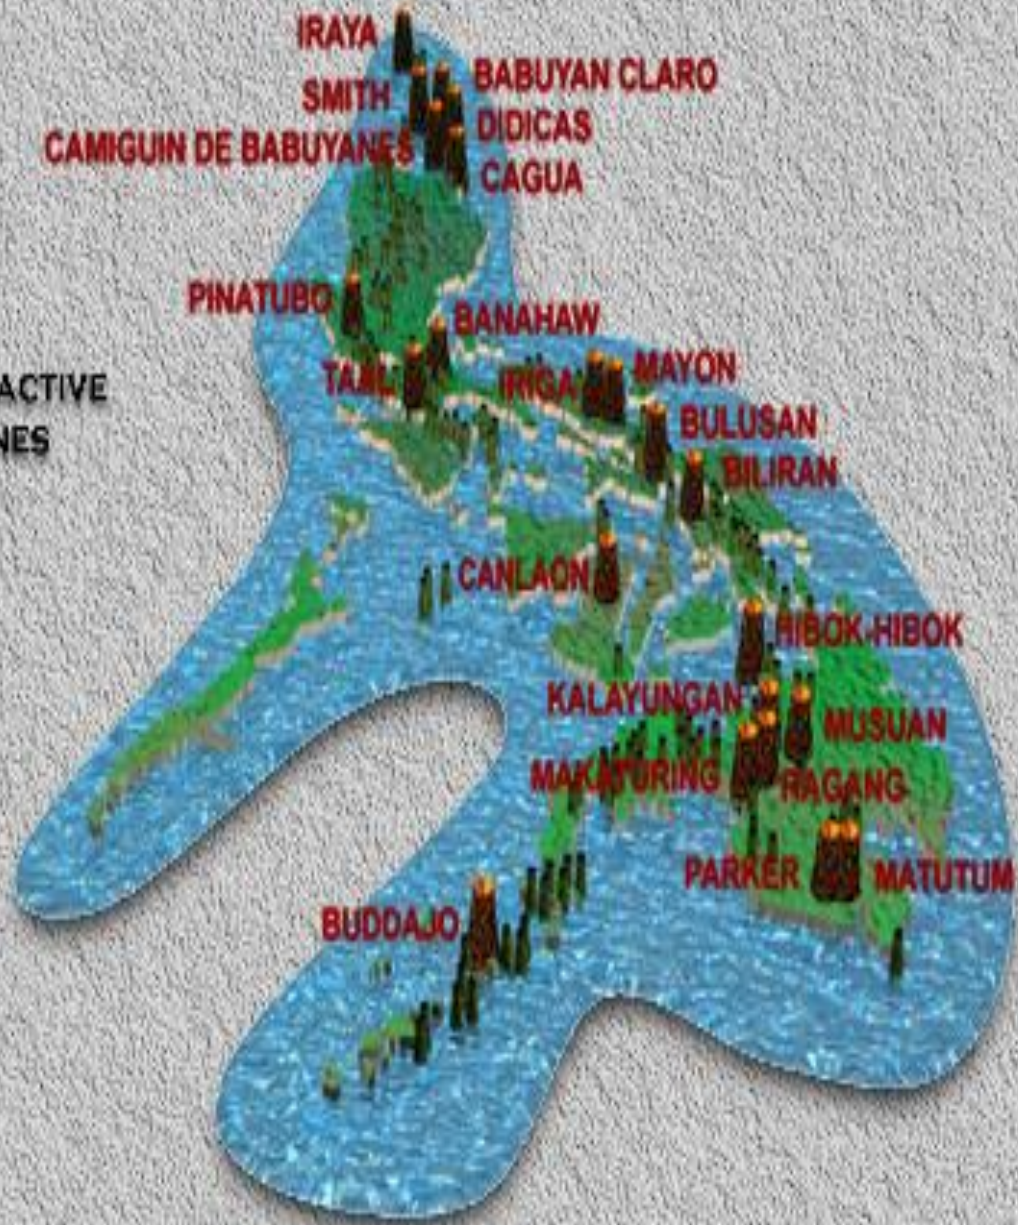 IRAYA
BABUYAN CLARO
SMITH
DIDICAS
CAMIGUIN DE BABUYANES
CAGUA
PINATUBO
BANAHAW
TAAL
IRIGA
MAYON
ACTIVE
NES
BULUSAN
BILIRAN
CANLAON
HIBOK-HIBOK
KALAYUNGAN
MUSUAN
MAKATURING
RAGANG
PARKER
MATUTUM
BUDDAJO